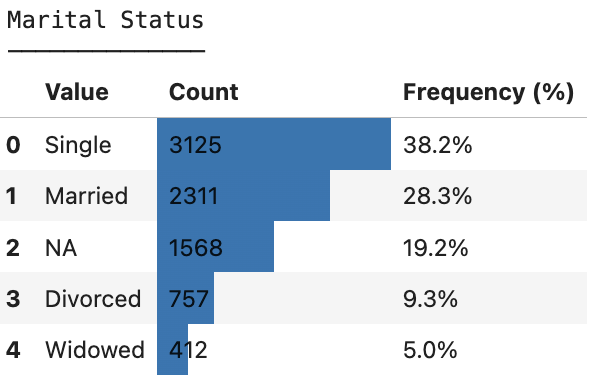 Marital Status
Value Count Frequency (%)
0 Single 3125 38.2%
1 Married 2311 28.3%
2 NA 1568 19.2%
3 Divorced 757 9.3%
4 Widowed 412 5.0%